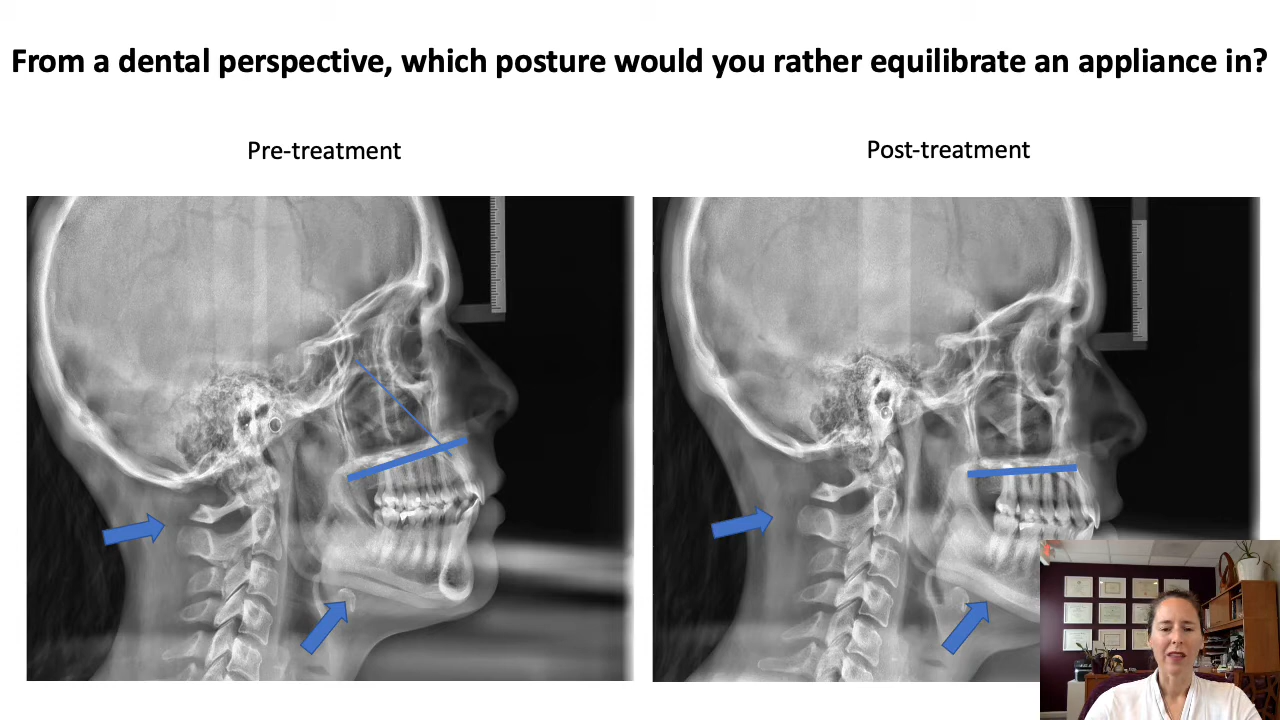 From a dental perspective, which posture would you rather equilibrate an appliance in?
Pre-treatment
Post-treatment